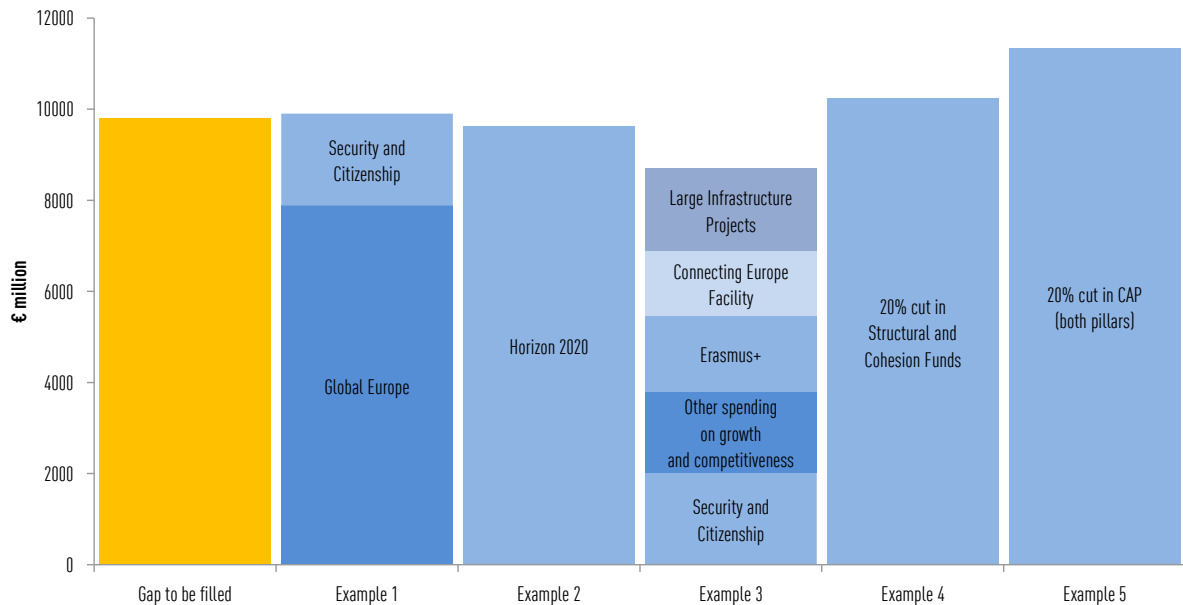 12000
10000
8000
6000
4000
2000
0
€ million
Security and
Citizenship
Global Europe
Horizon 2020
Large Infrastructure
Projects
Connecting Europe
Facility
Erasmus+
Other spending
on growth
and competitiveness
Security and
Citizenship
20% cut in
Structural and
Cohesion Funds
20% cut in CAP
(both pillars)
Gap to be filled
Example 1
Example 2
Example 3
Example 4
Example 5